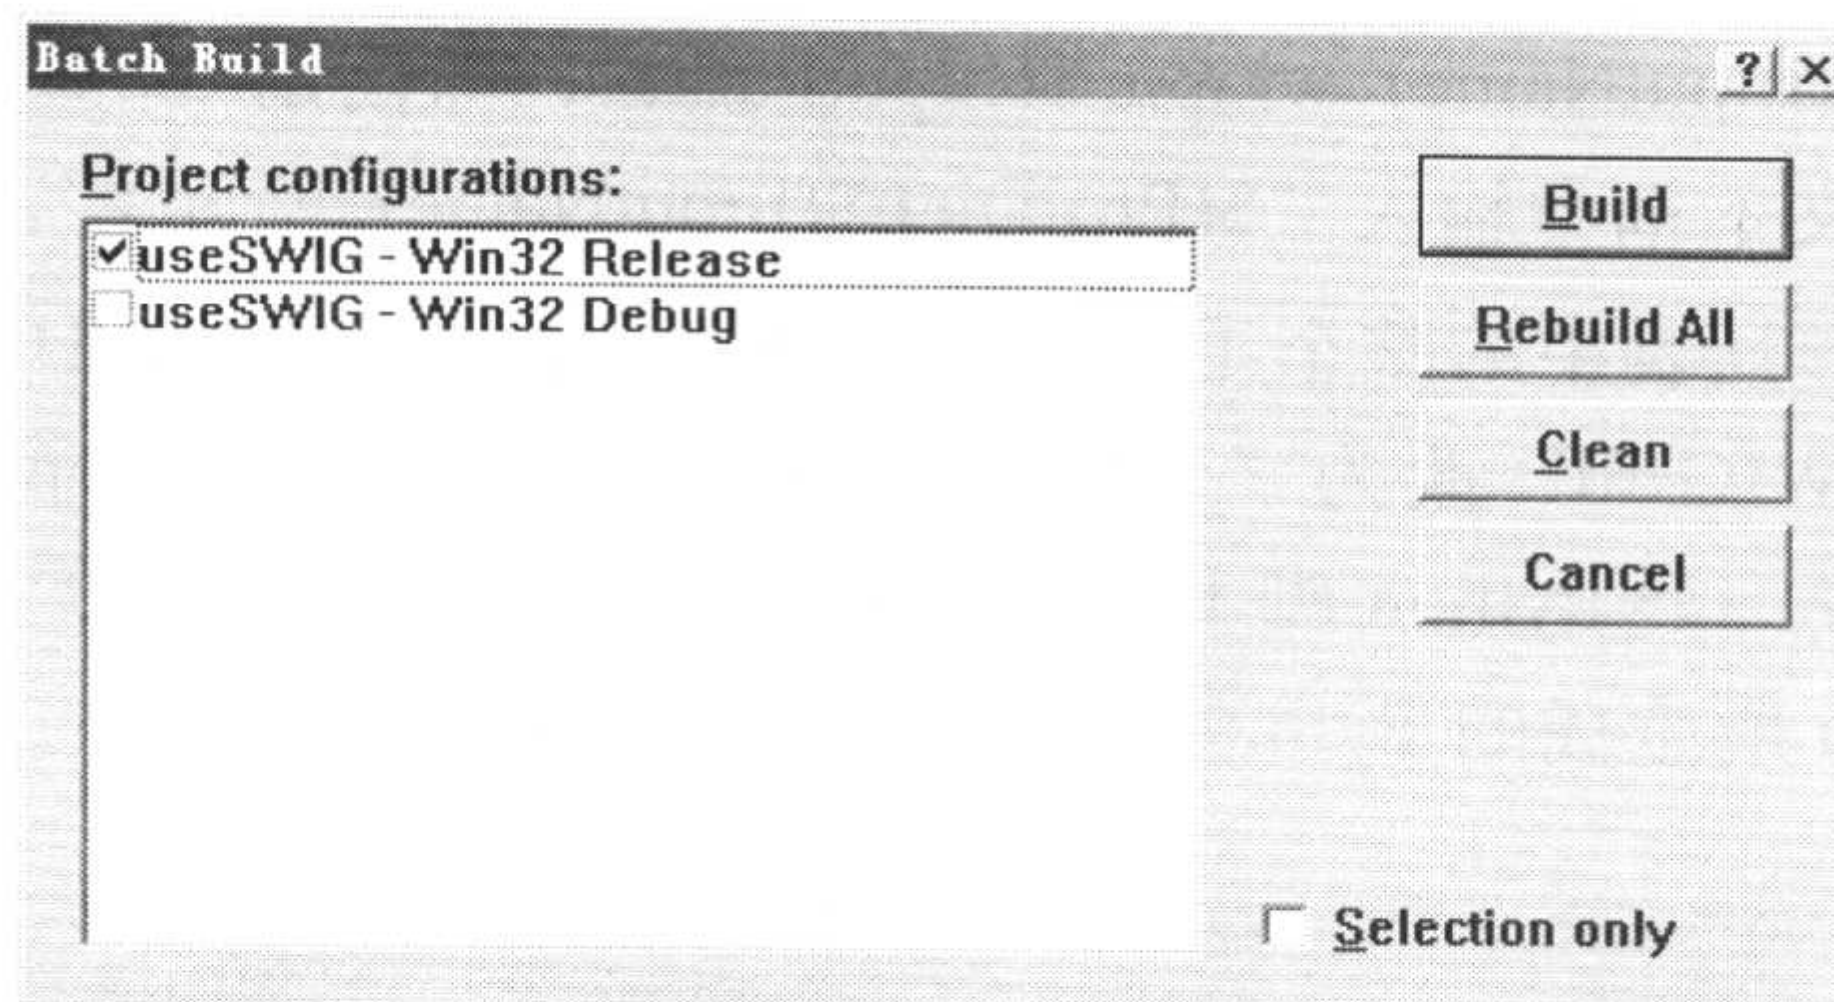 Batch Build
Project configurations:
useSWIG - Win32 Release
useSWIG - Win32 Debug
Build
Rebuild All
Clean
Cancel
Selection only